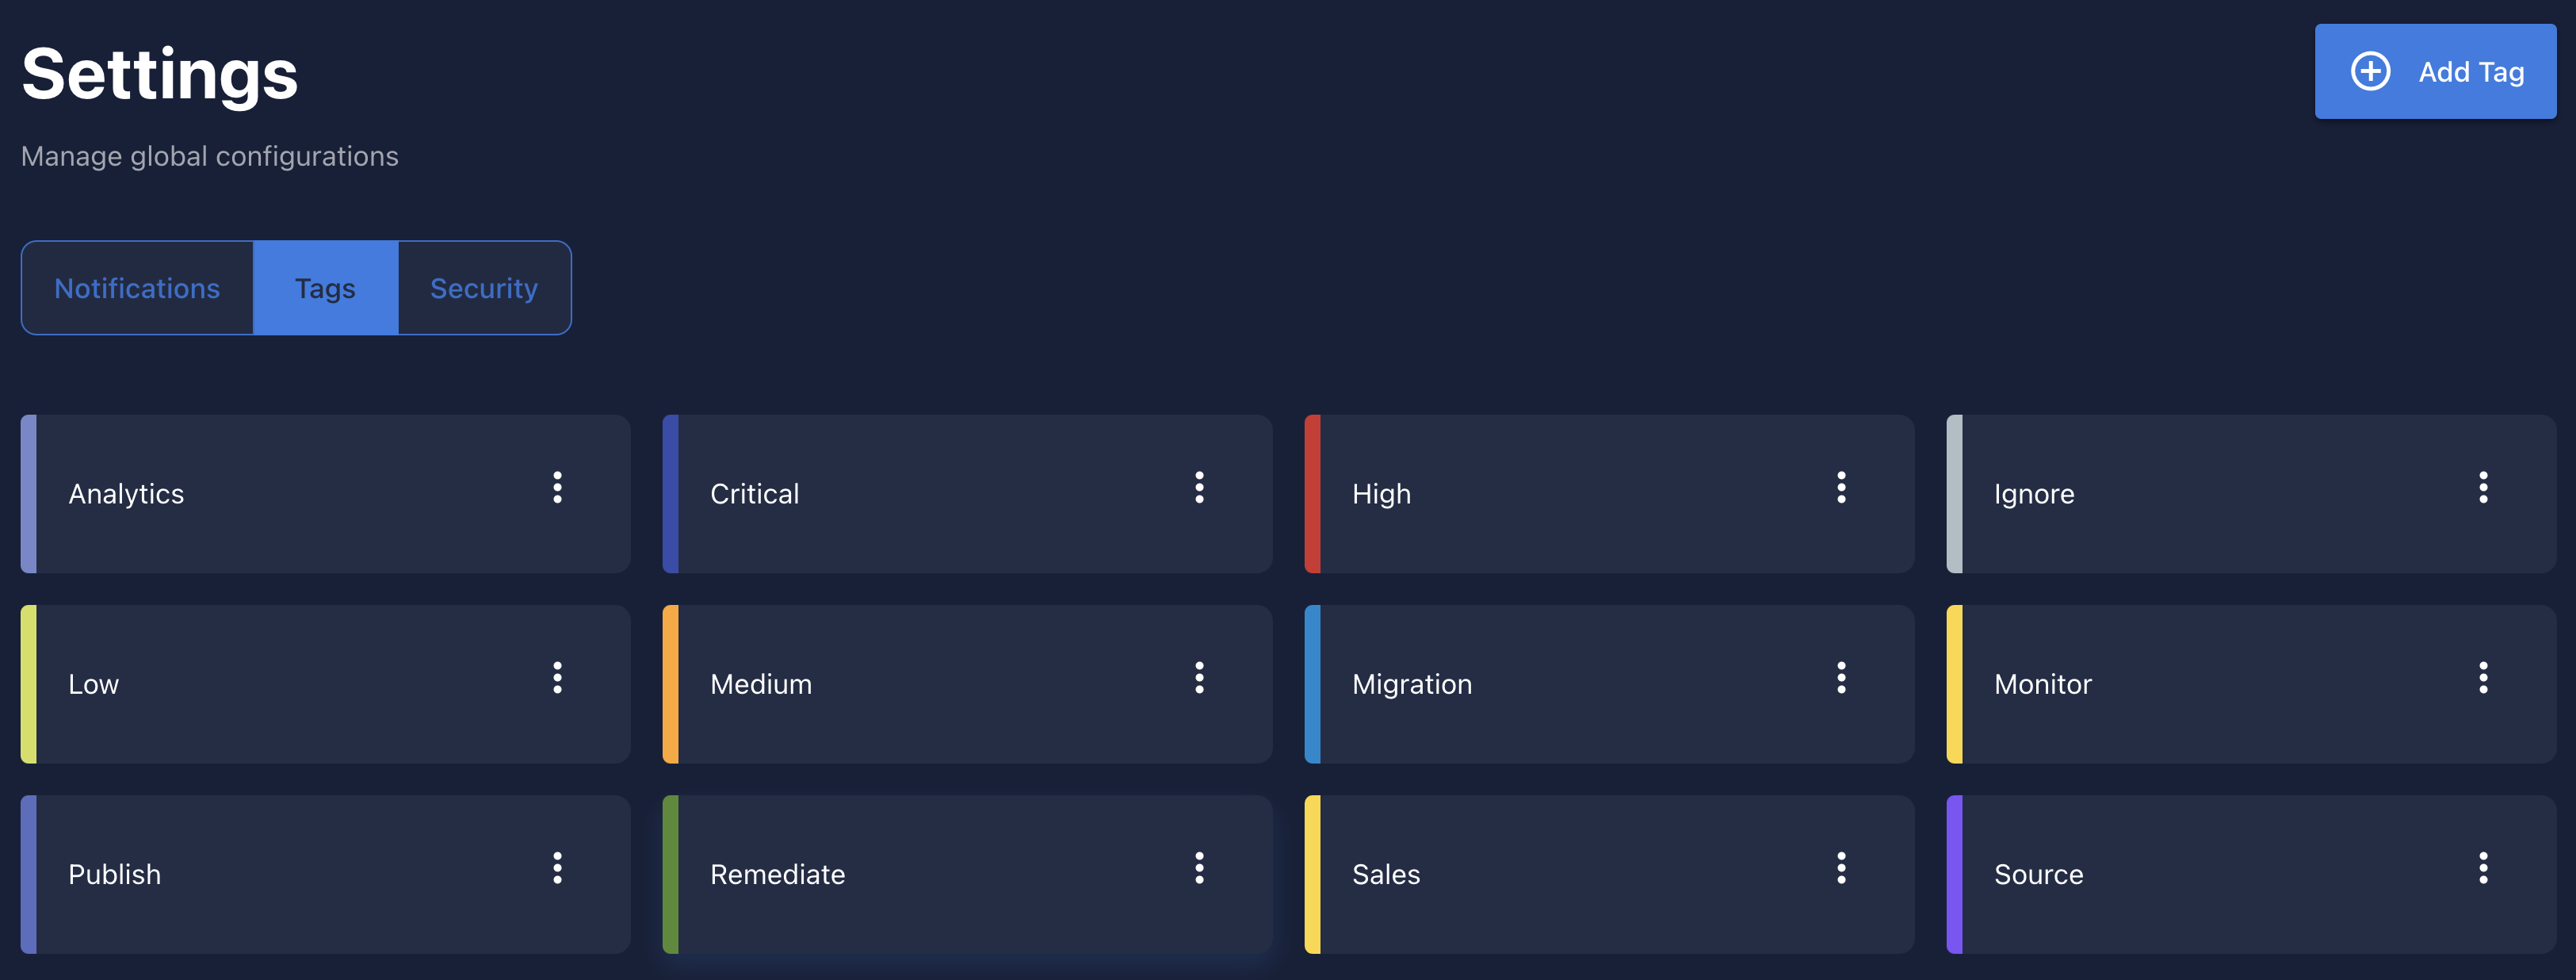 Settings
Add Tag
Manage global configurations
Notifications
Tags
Security
Analytics
Critical
High
Ignore
Low
Medium
Migration
Monitor
Publish
Remediate
Sales
Source